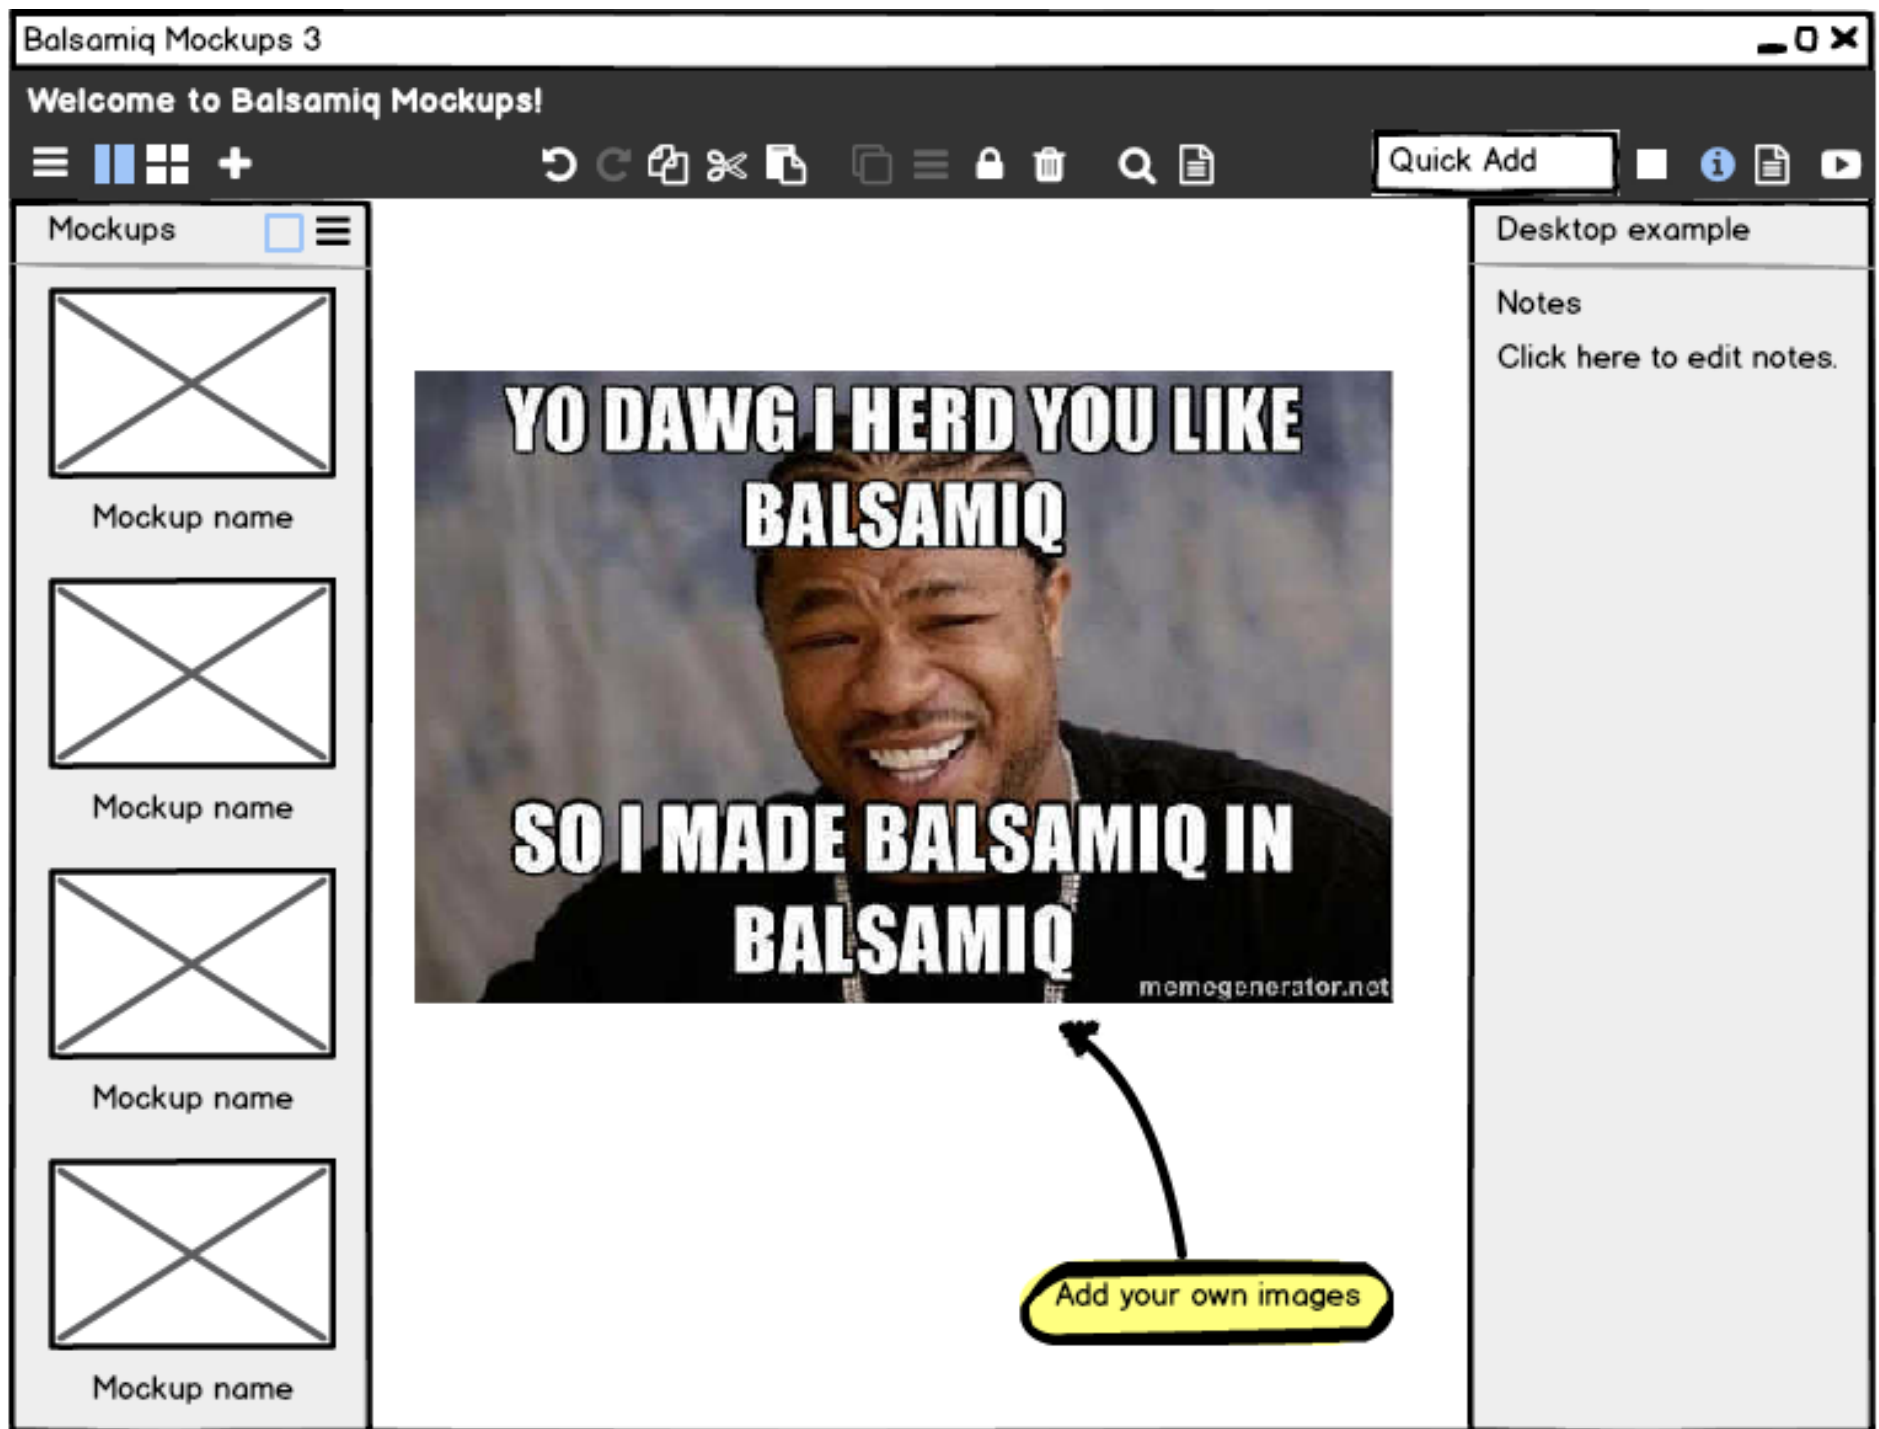 Balsamiq Mockups 3
Welcome to Balsamiq Mockups!
Quick Add
Mockups
Mockup name
Mockup name
Mockup name
Mockup name
YO DAWG I HERD YOU LIKE
BALSAMIQ
SO I MADE BALSAMIQ IN
BALSAMIQ
memegenerator.net
Add your own images
Desktop example
Notes
Click here to edit notes.